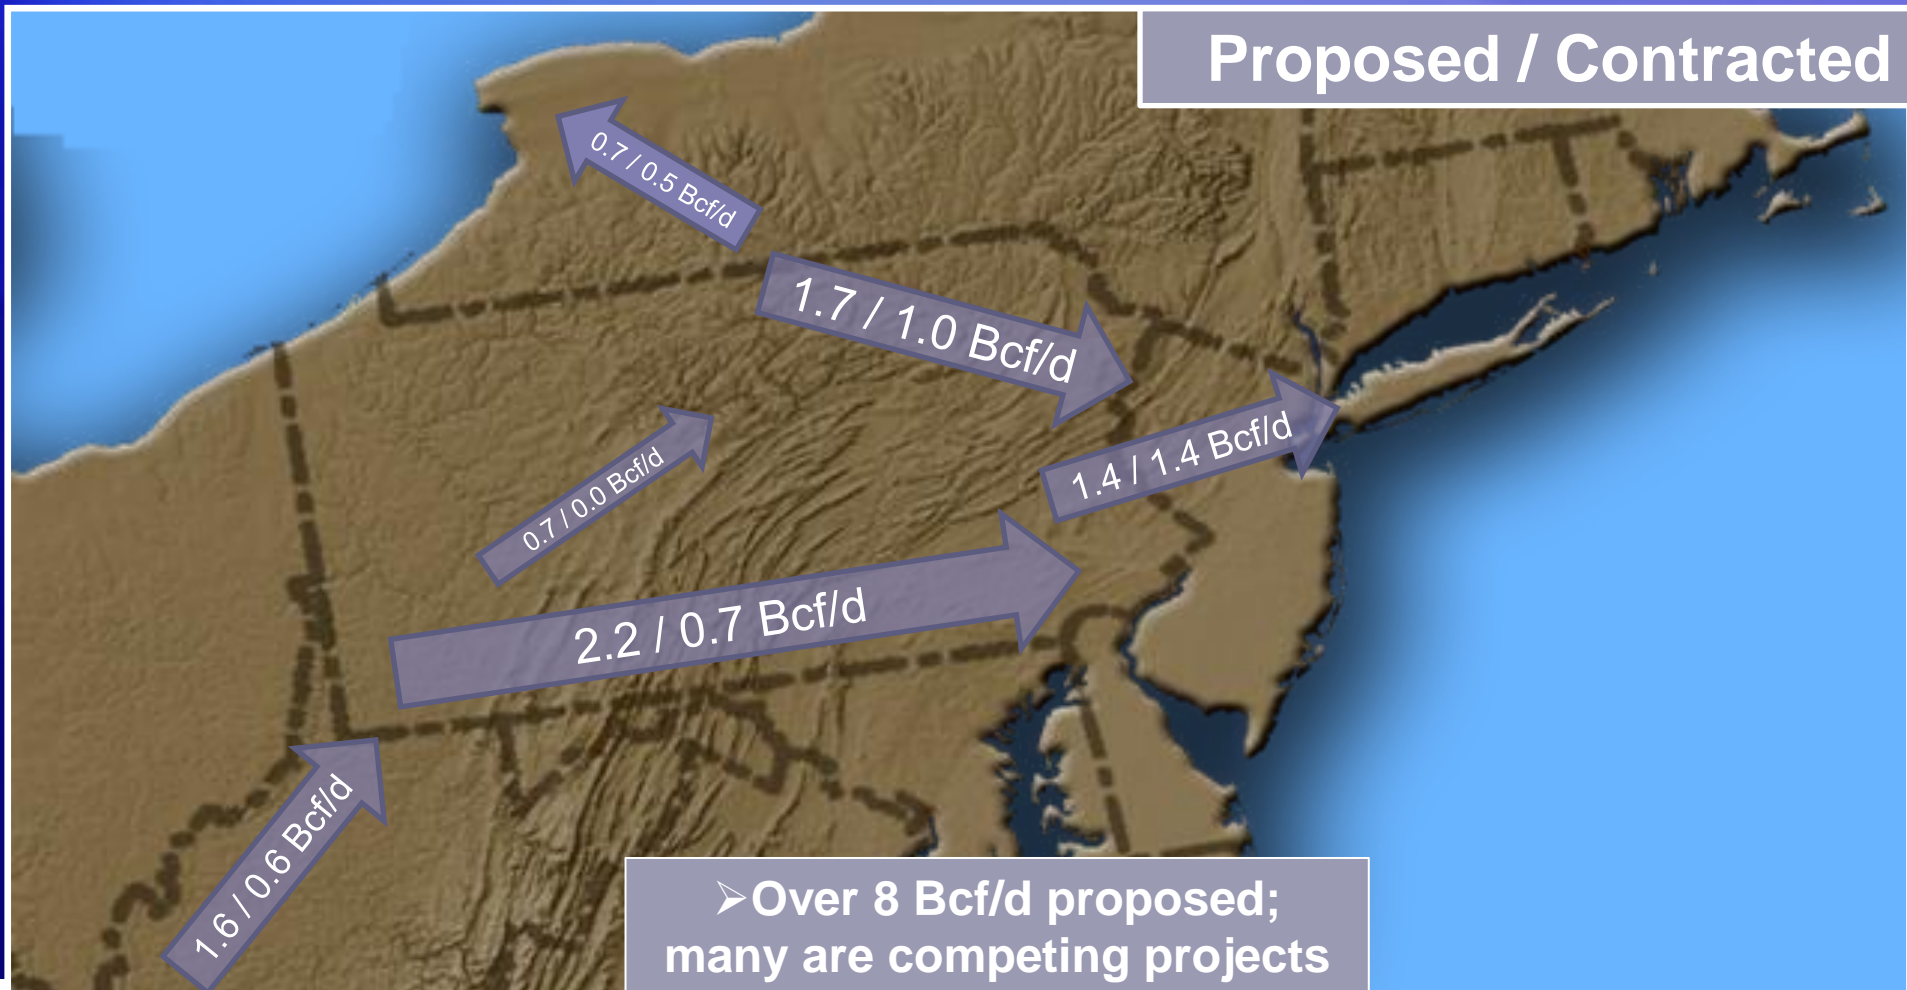 Proposed / Contracted
0.7 / 0.5 Bcf/d
1.7 / 1.0 Bcf/d
1.4 / 1.4 Bcf/d
0.7 / 0.0 Bcf/d
2.2 / 0.7 Bcf/d
1.6 / 0.6 Bcf/d
➢Over 8 Bcf/d proposed;
many are competing projects